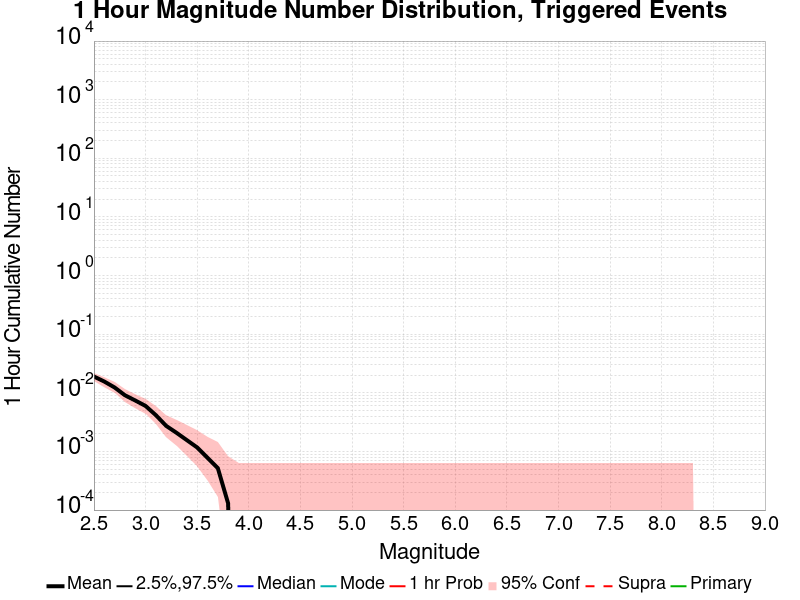 1 Hour Magnitude Number Distribution, Triggered Events
1 Hour Cumulative Number
10^4
10^3
10^2
10^1
10^0
10^-1
10^-2
10^-3
10^-4
2.5 3.0 3.5 4.0 4.5 5.0 5.5 6.0 6.5 7.0 7.5 8.0 8.5 9.0
Magnitude
Mean 2.5%,97.5% Median Mode 1 hr Prob 95% Conf Supra Primary